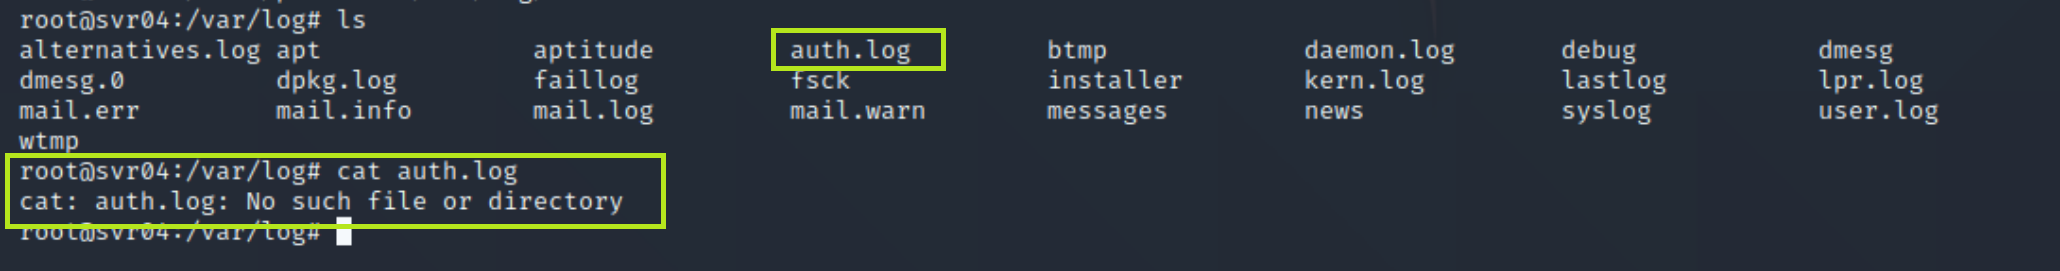 root@svr04:/var/log# ls
alternatives.log apt aptitude auth.log btmp daemon.log debug dmesg
dmesg.0 dpkg.log faillog fsck installer kern.log lastlog lpr.log
mail.err mail.info mail.log mail.warn messages news syslog user.log
wtmp
root@svr04:/var/log# cat auth.log
cat: auth.log: No such file or directory
root@svr04:/var/log#